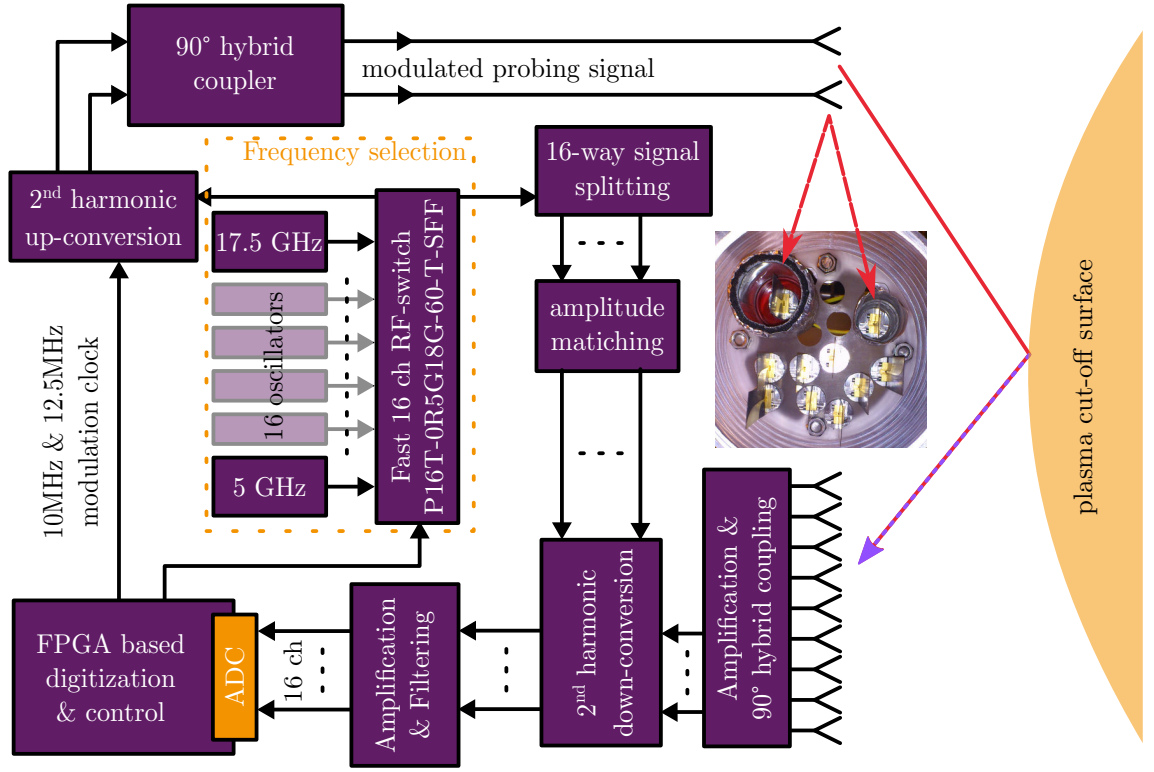 90° hybrid
coupler
modulated probing signal
Frequency selection
16-way signal
splitting
2nd harmonic
up-conversion
17.5 GHz
16 oscillators
5 GHz
Fast 16 ch RF-switch
P16T-0R5G18G-60-T-SFF
amplitude
matiching
10MHz & 12.5MHz
modulation clock
plasma cut-off surface
FPGA based
digitization
& control
ADC
16 ch
Amplification
& Filtering
2nd harmonic
down-conversion
Amplification &
90° hybrid coupling